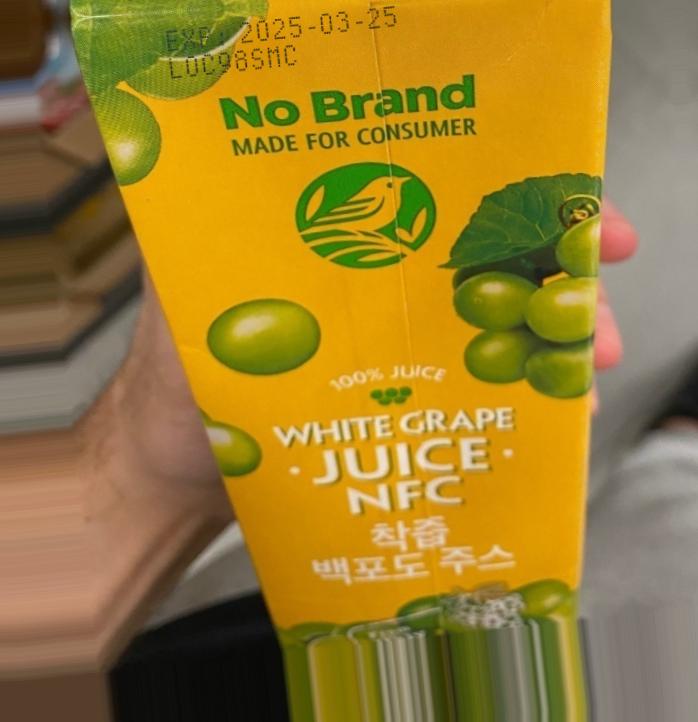 EXP: 2025-03-25
LOC98SMC
No Brand
MADE FOR CONSUMER
100% JUICE
WHITE GRAPE
· JUICE ·
NFC
착즙
백포도 주스